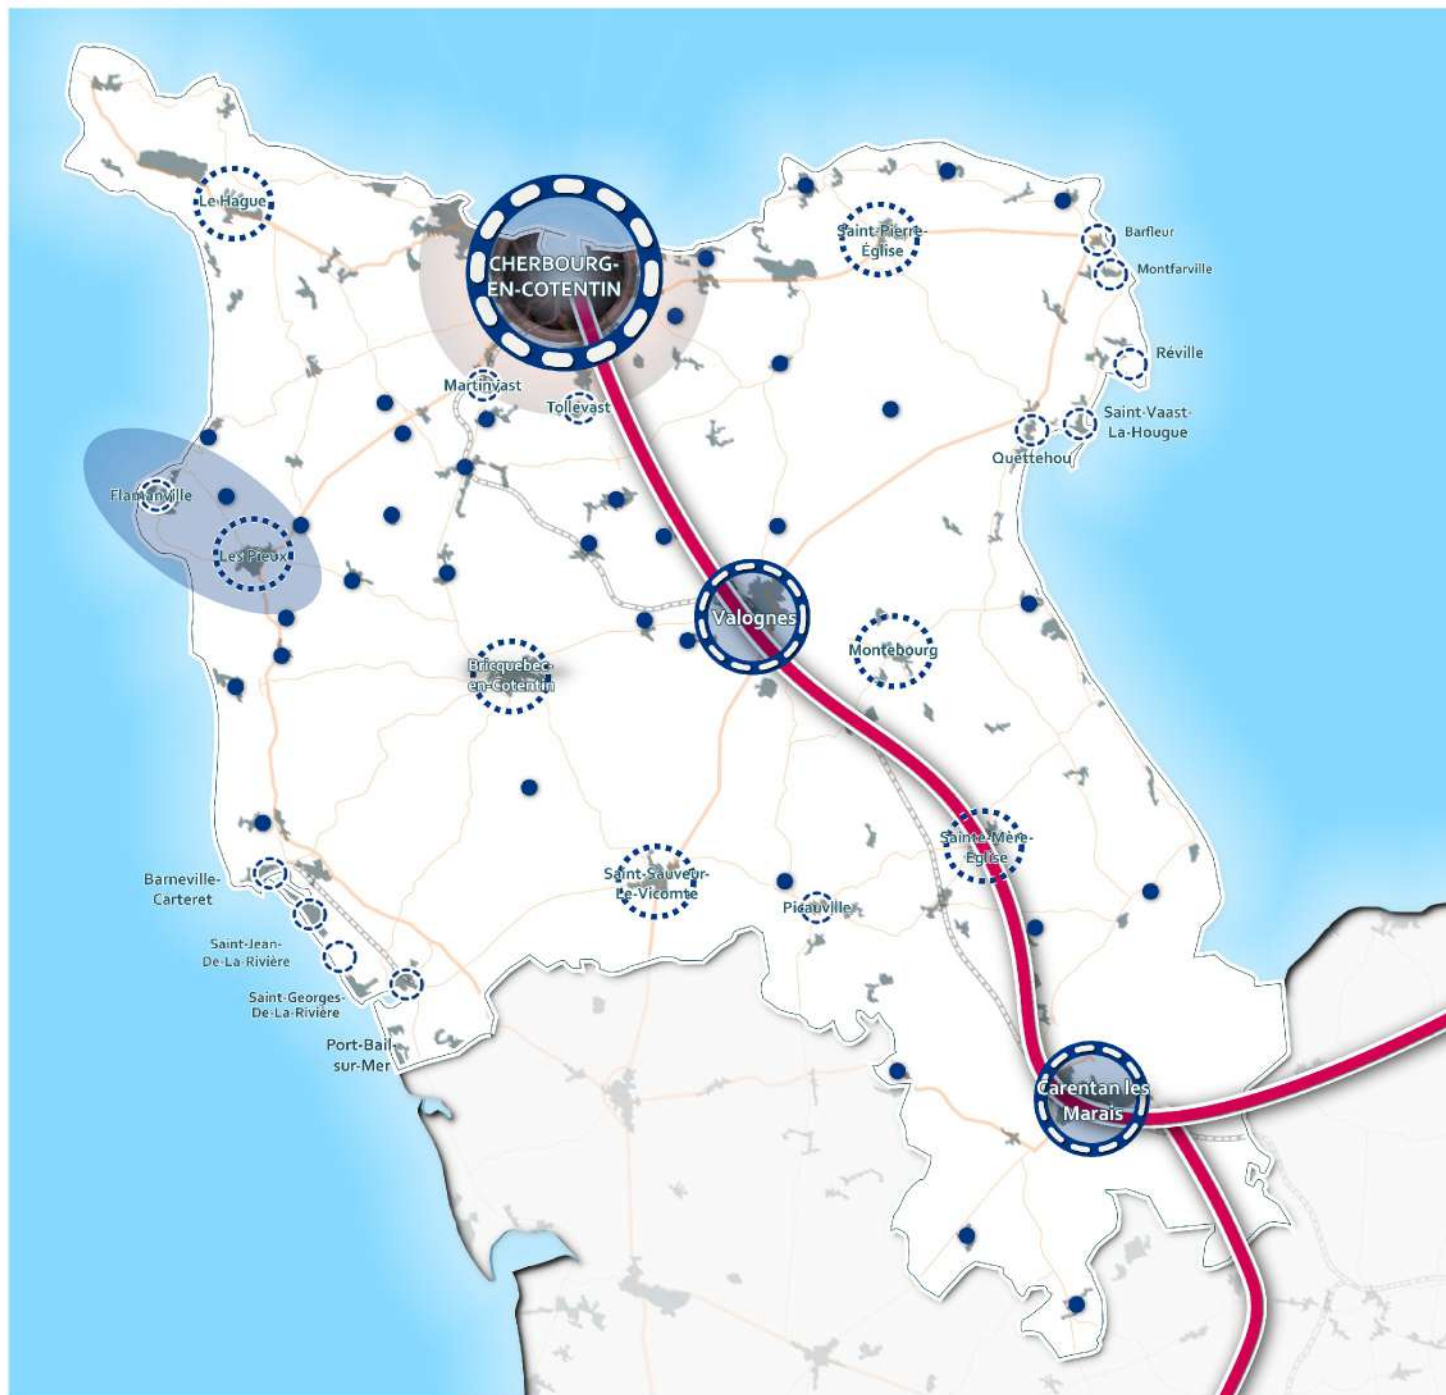 Le Hague
CHERBOURG-
EN-COTENTIN
Saint-Pierre-
Église
Barfleur
Montfarville
Réville
Saint-Vaast-
La-Hougue
Quettehou
Martinvast
Tollevast
Flamanville
Les Pieux
Valognes
Montebourg
Bricquebec-
en-Cotentin
Sainte-Mère-
Église
Saint-Sauveur-
Le-Vicomte
Picauville
Barneville-
Carteret
Saint-Jean-
De-La-Rivière
Saint-Georges-
De-La-Rivière
Port-Bail-
sur-Mer
Carentan les
Marais